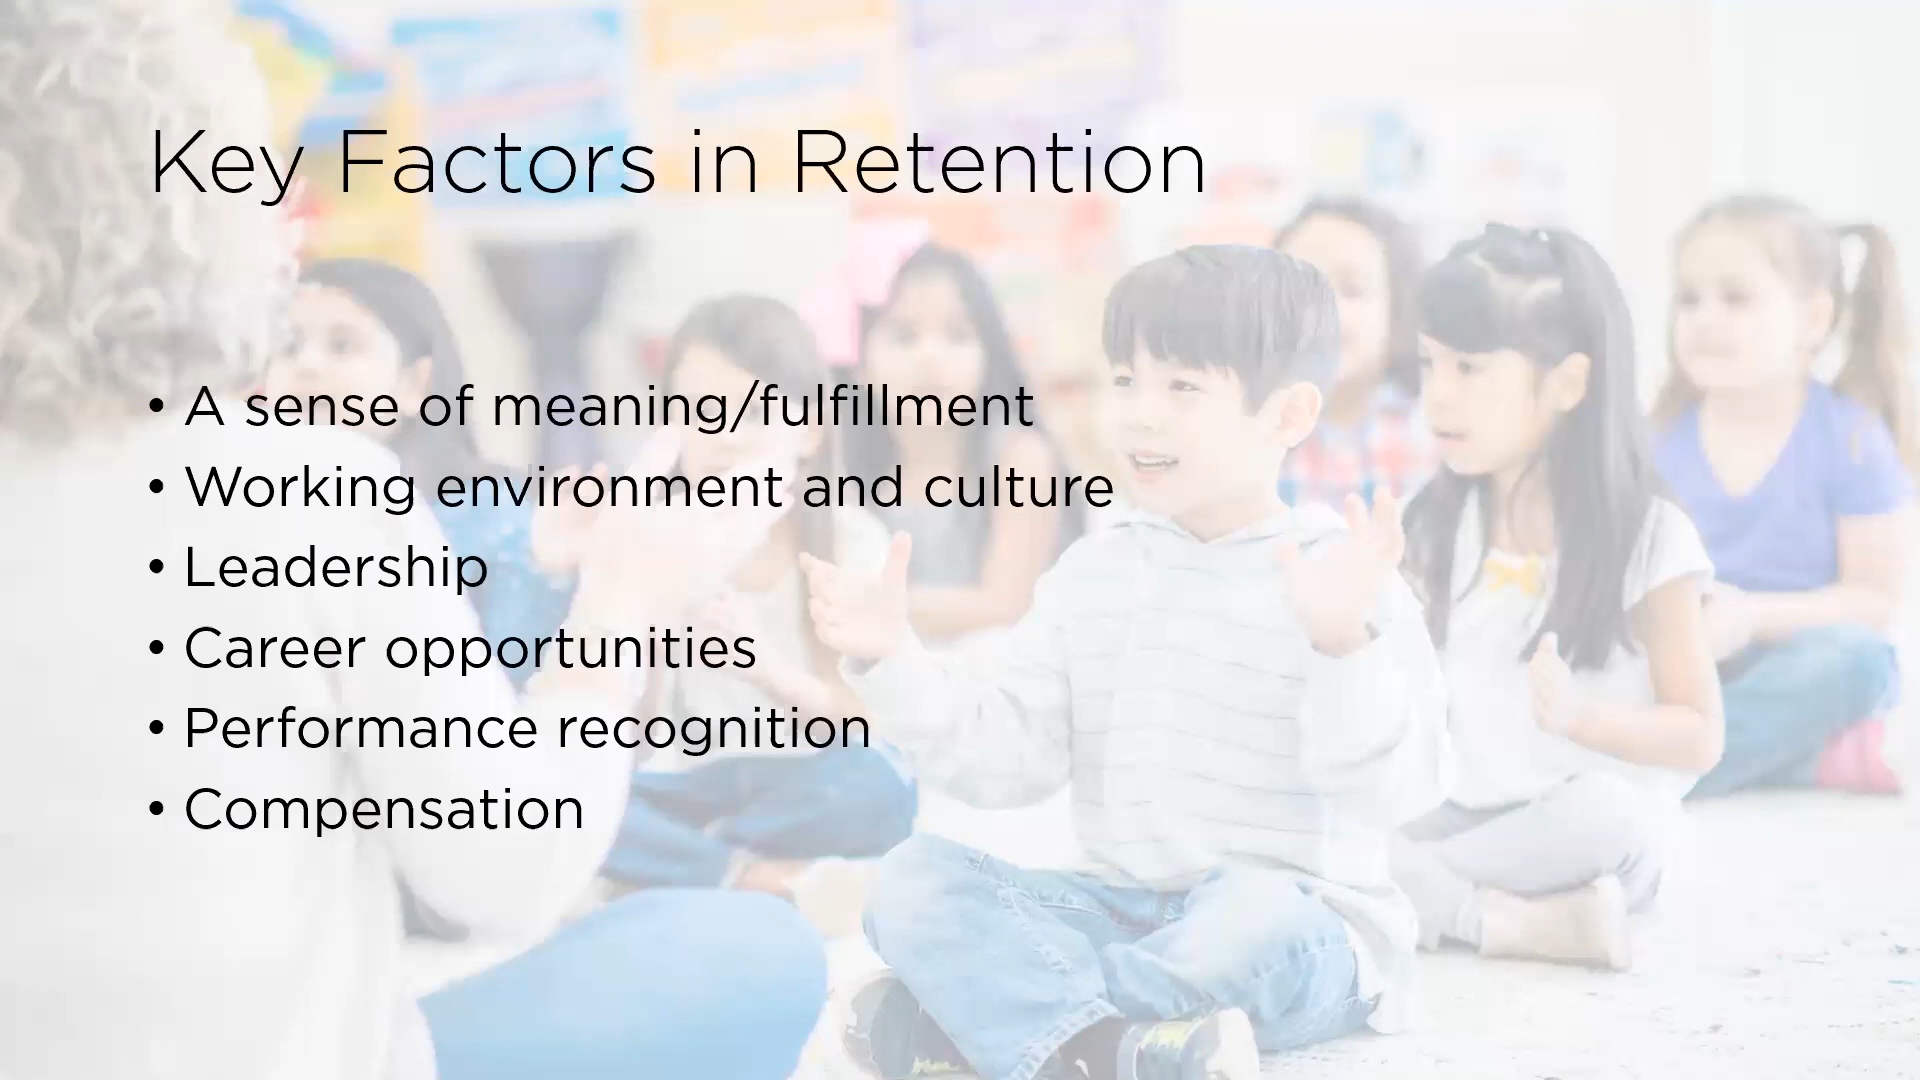 Key Factors in Retention
• A sense of meaning/fulfillment
• Working environment and culture
• Leadership
• Career opportunities
• Performance recognition
• Compensation